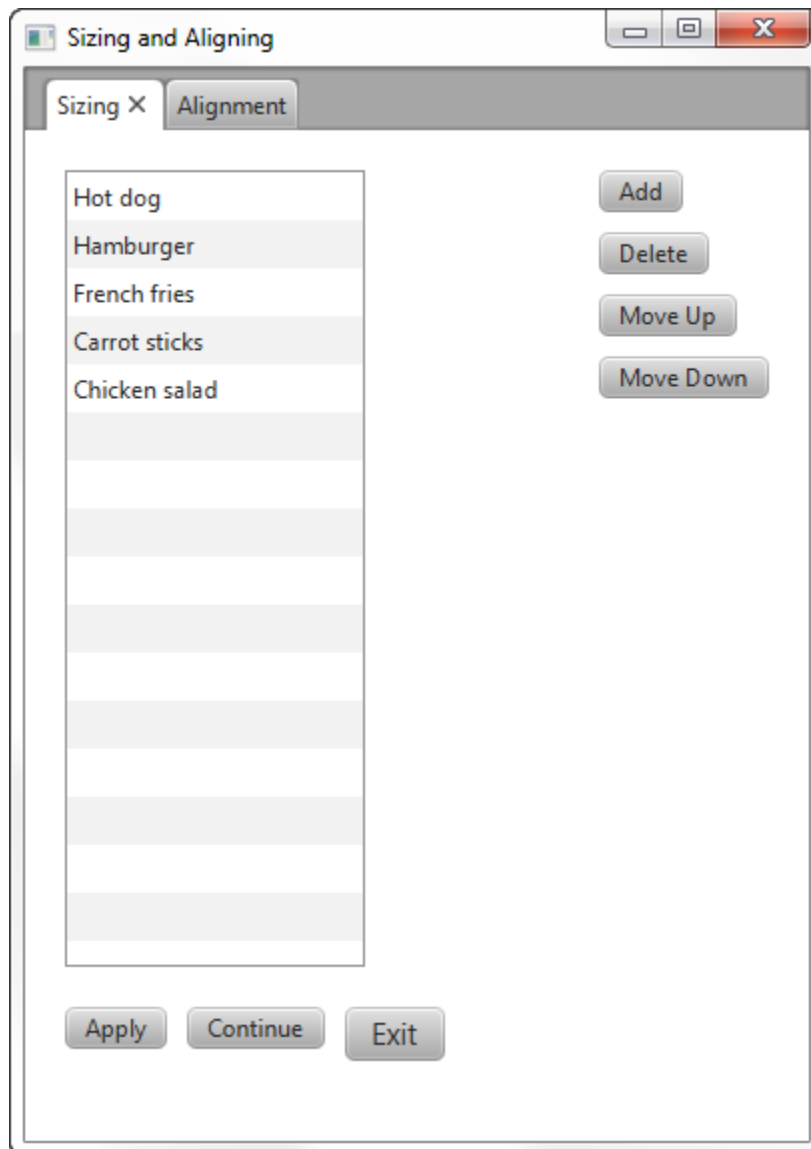 Sizing and Aligning
Sizing Alignment
Hot dog
Hamburger
French fries
Carrot sticks
Chicken salad
Add
Delete
Move Up
Move Down
Apply Continue Exit